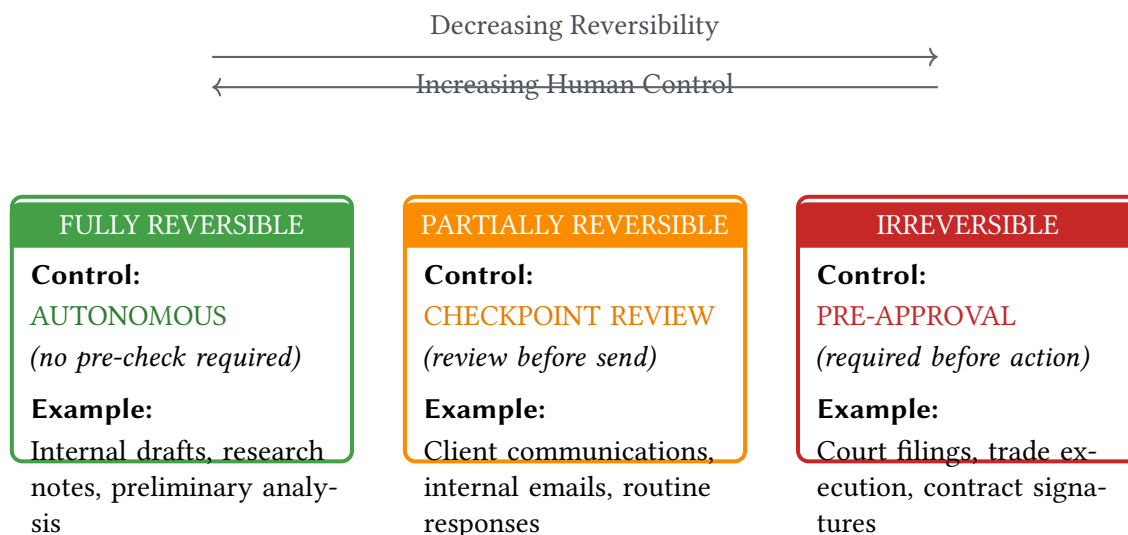 Decreasing Reversibility
Increasing Human Control
FULLY REVERSIBLE
Control:
AUTONOMOUS
(no pre-check required)
Example:
Internal drafts, research
notes, preliminary analy-
sis
PARTIALLY REVERSIBLE
Control:
CHECKPOINT REVIEW
(review before send)
Example:
Client communications,
internal emails, routine
responses
IRREVERSIBLE
Control:
PRE-APPROVAL
(required before action)
Example:
Court filings, trade ex-
ecution, contract signa-
tures